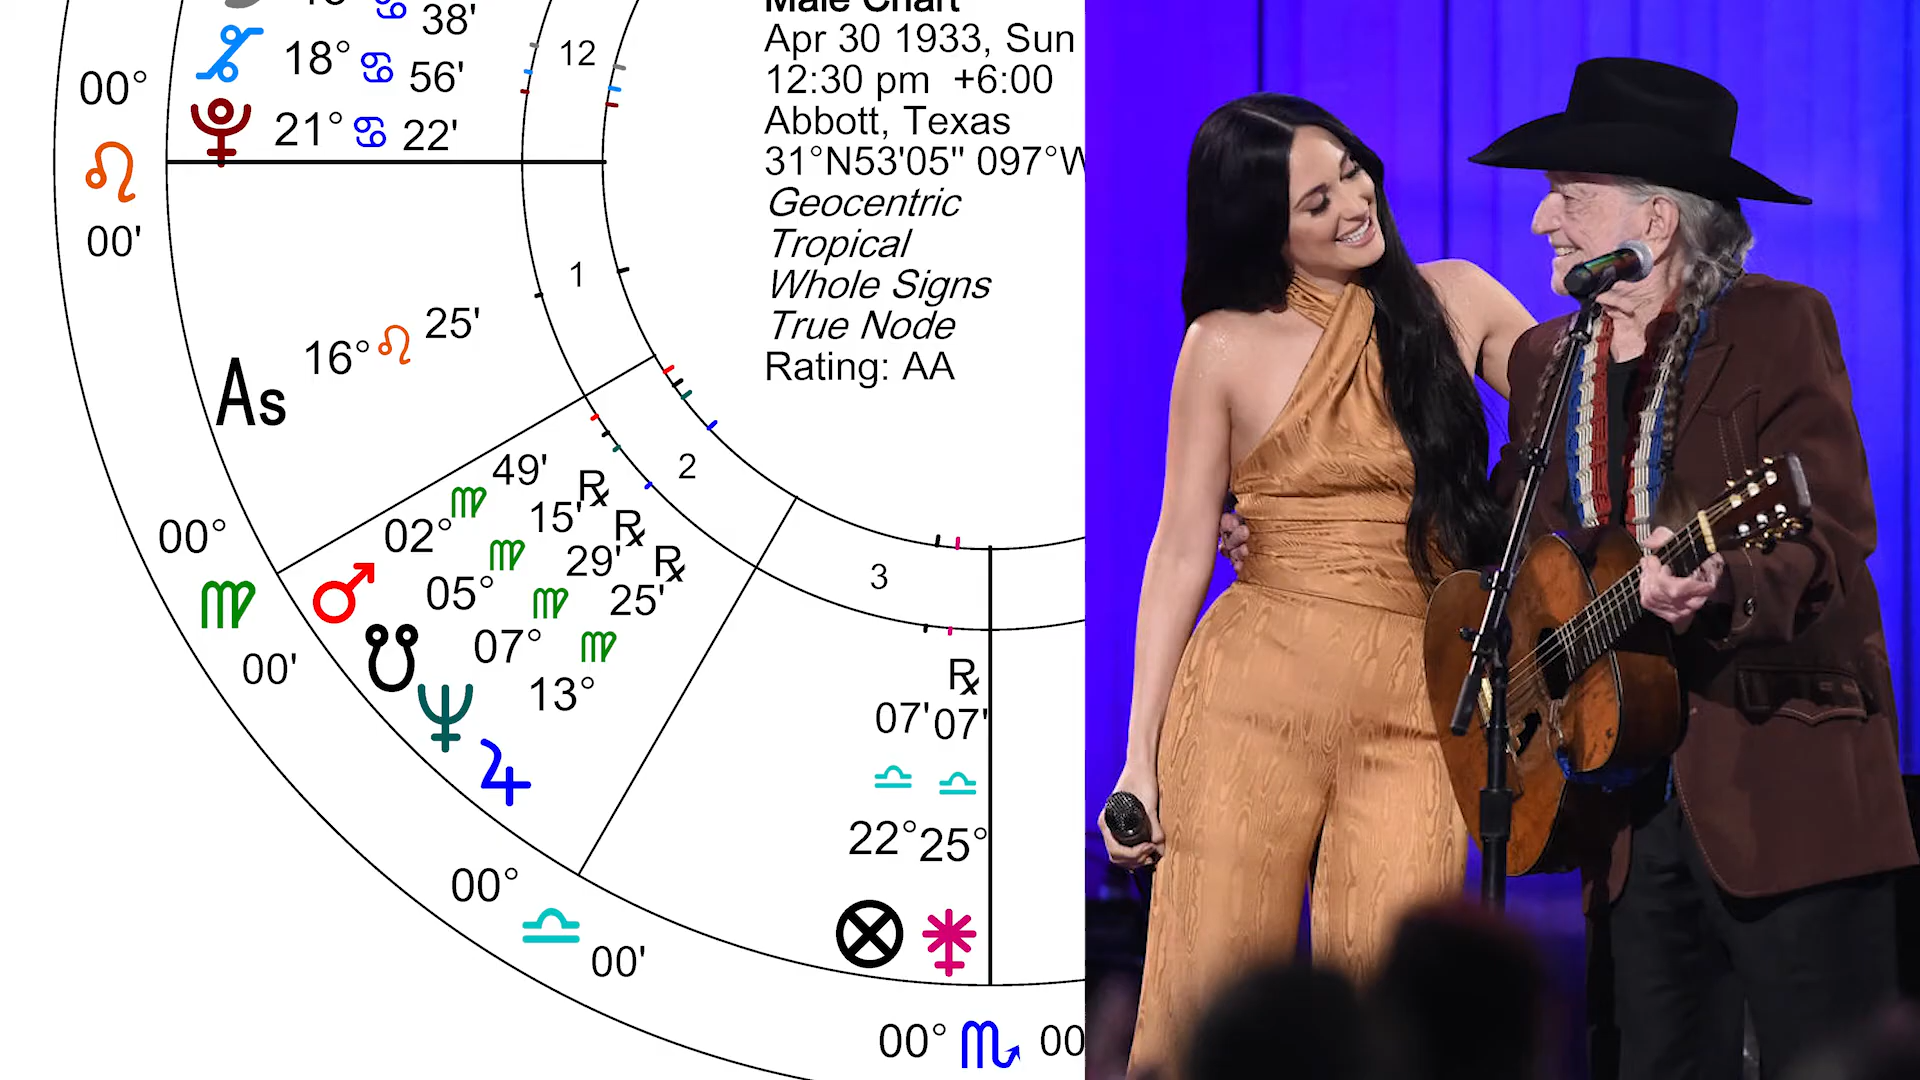 38'
18° ♋ 56'
21° ♋ 22'
00°
♌
00'
16° ♌ 25'
As
02° ♍ 49'
05° ♍ 15' ℞
07° ♍ 29' ℞
13° ♍ 25' ℞
00°
♍
00'
00° ♎ 00'
℞
07' 07'
♎ ♎
22° 25°
00° ♏ 00
12
1
2
3
Male Chart
Apr 30 1933, Sun
12:30 pm +6:00
Abbott, Texas
31°N53'05" 097°W
Geocentric
Tropical
Whole Signs
True Node
Rating: AA